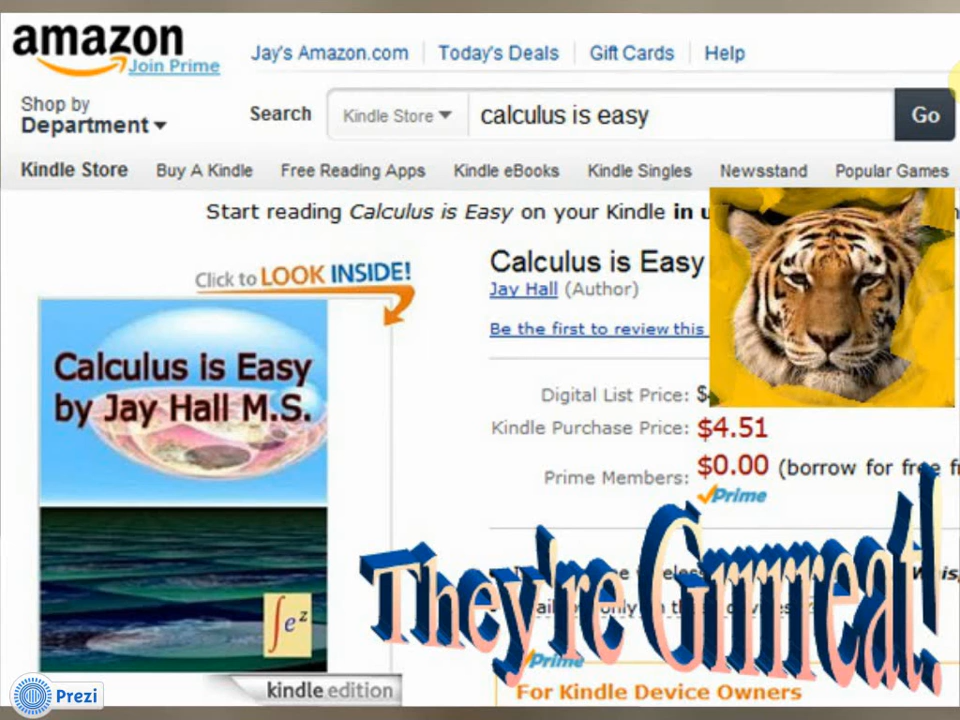 amazon
Join Prime
Jay's Amazon.com Today's Deals Gift Cards Help
Shop by
Department
Search Kindle Store calculus is easy Go
Kindle Store Buy A Kindle Free Reading Apps Kindle eBooks Kindle Singles Newsstand Popular Games
Start reading Calculus is Easy on your Kindle in
Click to LOOK INSIDE!
Calculus is Easy
Jay Hall (Author)
Be the first to review this
Calculus is Easy
by Jay Hall M.S.
Digital List Price:
Kindle Purchase Price: $4.51
Prime Members: $0.00 (borrow for free
Prime
They're Grrrreat!
∫e^z
Prime
kindle edition
For Kindle Device Owners
Prezi